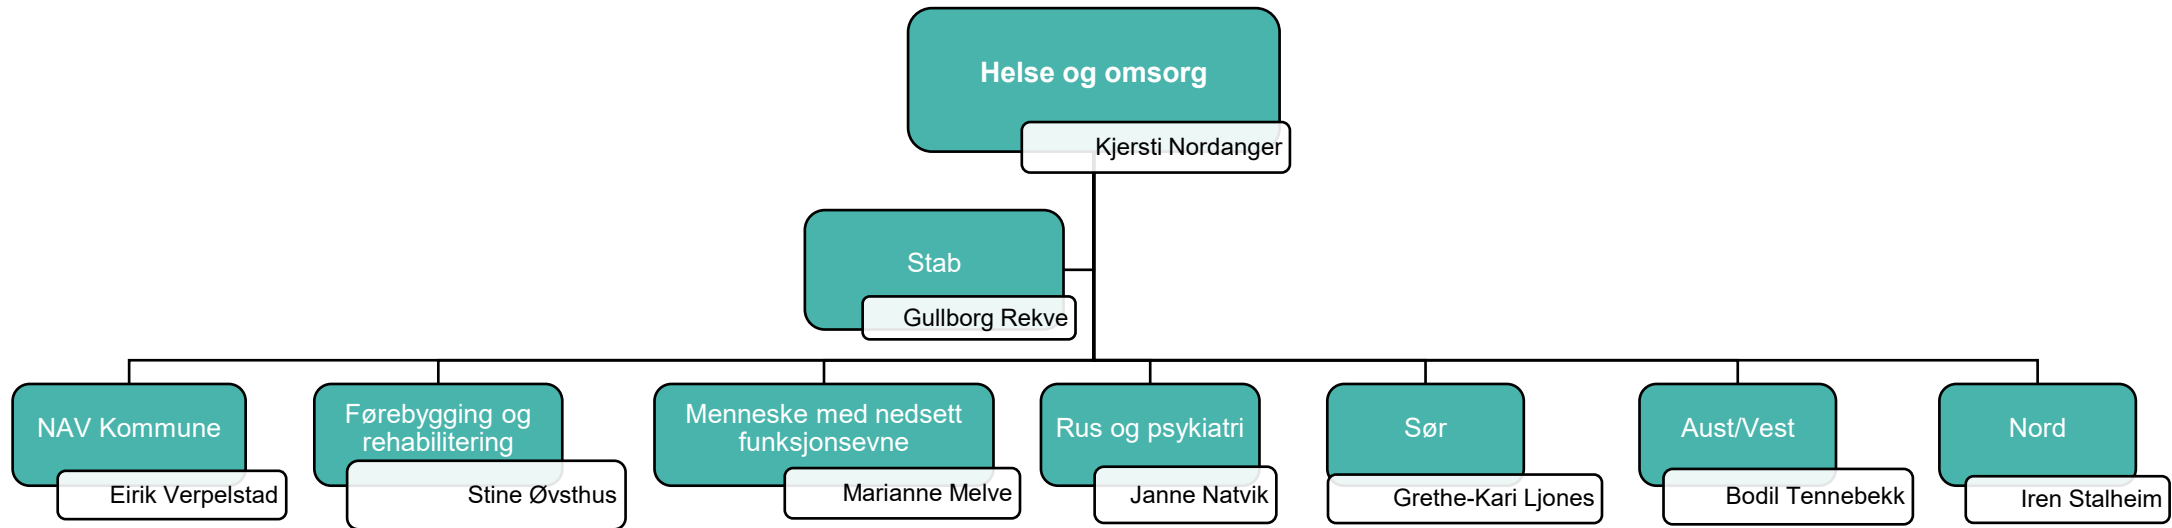 Helse og omsorg
Kjersti Nordanger
Stab
Gullborg Rekve
NAV Kommune
Eirik Verpelstad
Førebygging og
rehabilitering
Stine Øvsthus
Menneske med nedsett
funksjonsevne
Marianne Melve
Rus og psykiatri
Janne Natvik
Sør
Grethe-Kari Ljones
Aust/Vest
Bodil Tennebekk
Nord
Iren Stalheim